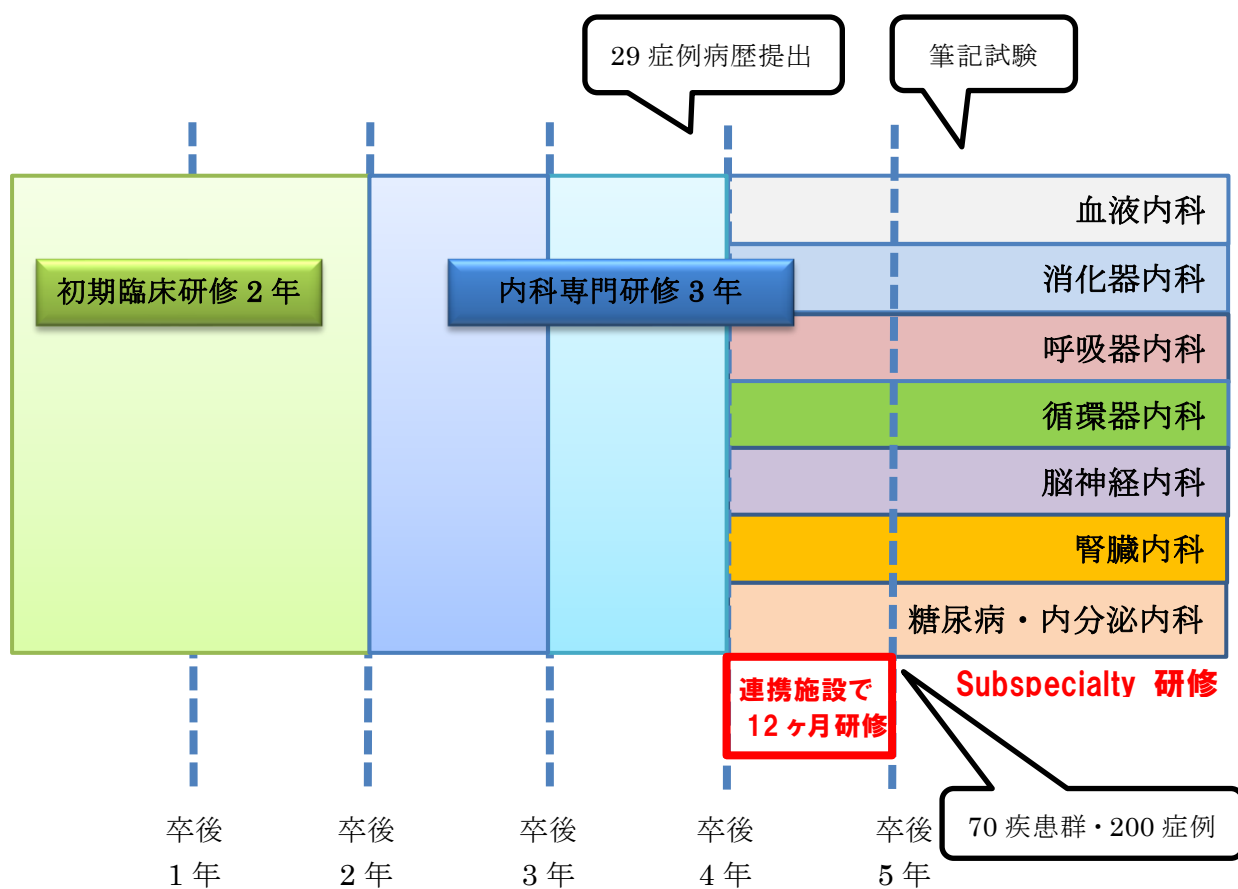 29 症例病歴提出
筆記試験
血液内科
初期臨床研修 2 年
内科専門研修 3 年
消化器内科
呼吸器内科
循環器内科
脳神経内科
腎臓内科
糖尿病・内分泌内科
連携施設で
12ヶ月研修
Subspecialty 研修
70 疾患群・200 症例
卒後
1 年
卒後
2 年
卒後
3 年
卒後
4 年
卒後
5 年